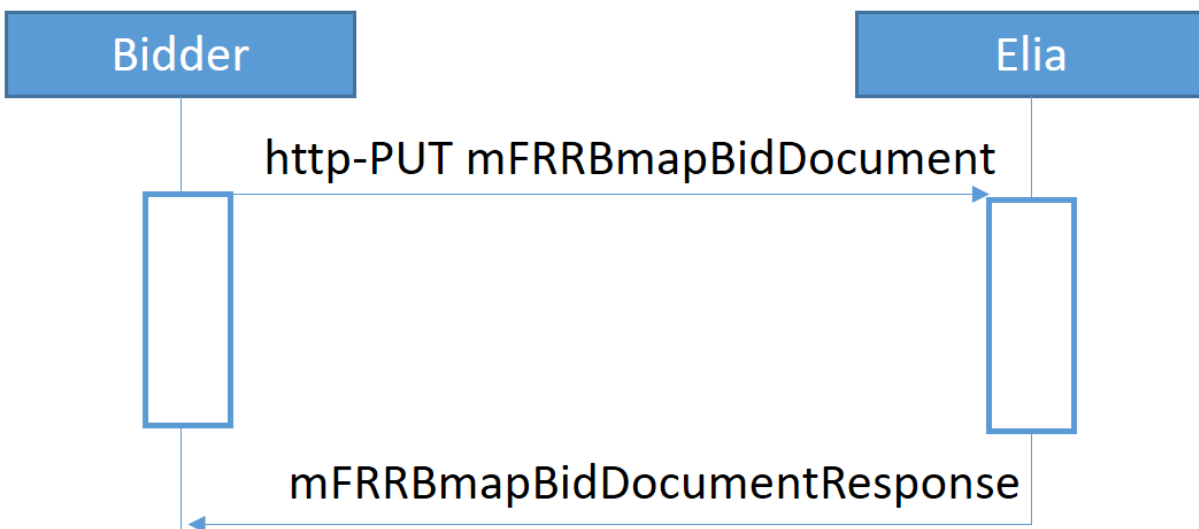 Bidder
Elia
http-PUT mFRRBmapBidDocument
mFRRBmapBidDocumentResponse